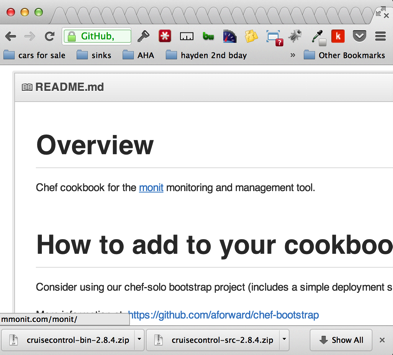 GitHub,
cars for sale
sinks
AHA
hayden 2nd bday
»
Other Bookmarks
README.md
Overview
Chef cookbook for the monit monitoring and management tool.
How to add to your cookboo
Consider using our chef-solo bootstrap project (includes a simple deployment s
https://github.com/aforward/chef-bootstrap
mmonit.com/monit/
cruisecontrol-bin-2.8.4.zip
cruisecontrol-src-2.8.4.zip
Show All